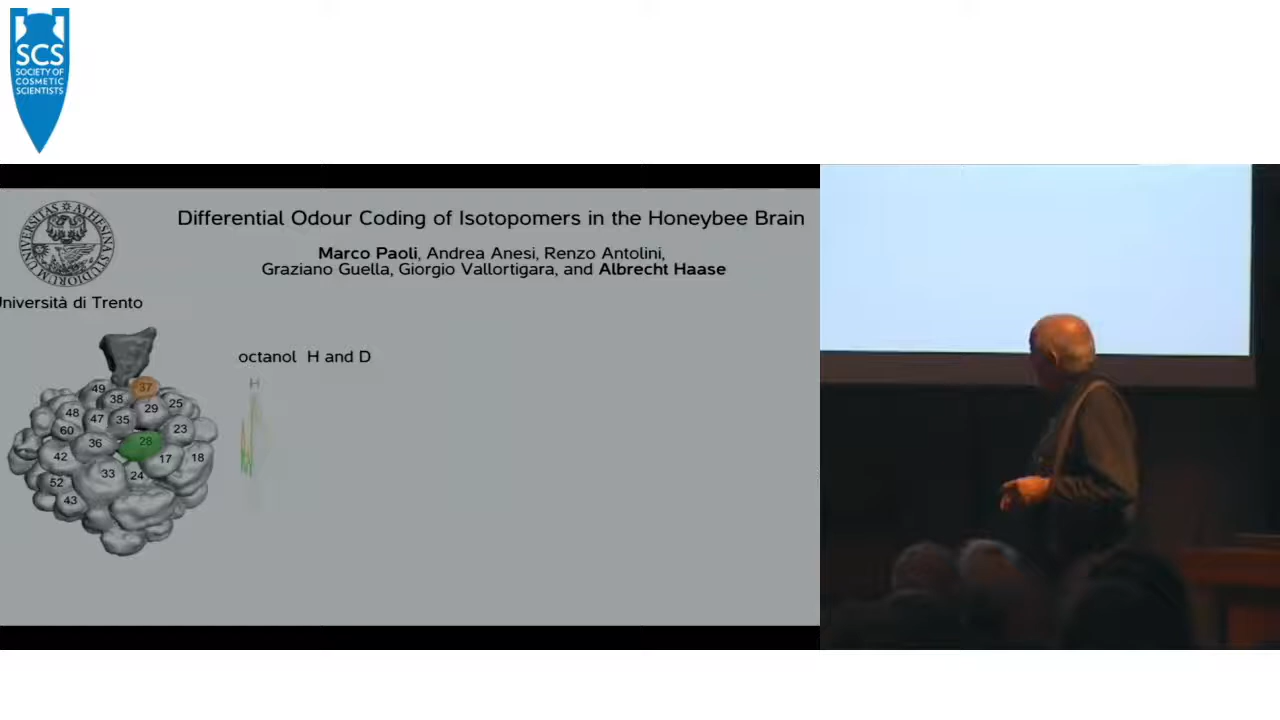 SCS
SOCIETY OF
COSMETIC
SCIENTISTS
Differential Odour Coding of Isotopomers in the Honeybee Brain
Marco Paoli, Andrea Anesi, Renzo Antolini,
Graziano Guella, Giorgio Vallortigara, and Albrecht Haase
Università di Trento
octanol H and D
H
49
37
38
29
25
48
47
35
60
23
36
28
42
17
18
33
24
52
43